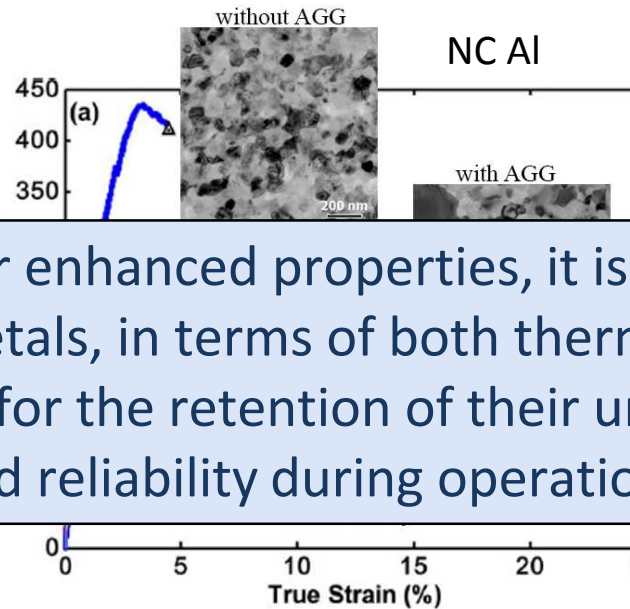 without AGG
NC Al
450
(a)
400
with AGG
350
200 nm
r enhanced properties, it is
etals, in terms of both ther
for the retention of their u
d reliability during operatio
0
0 5 10 15 20
True Strain (%)